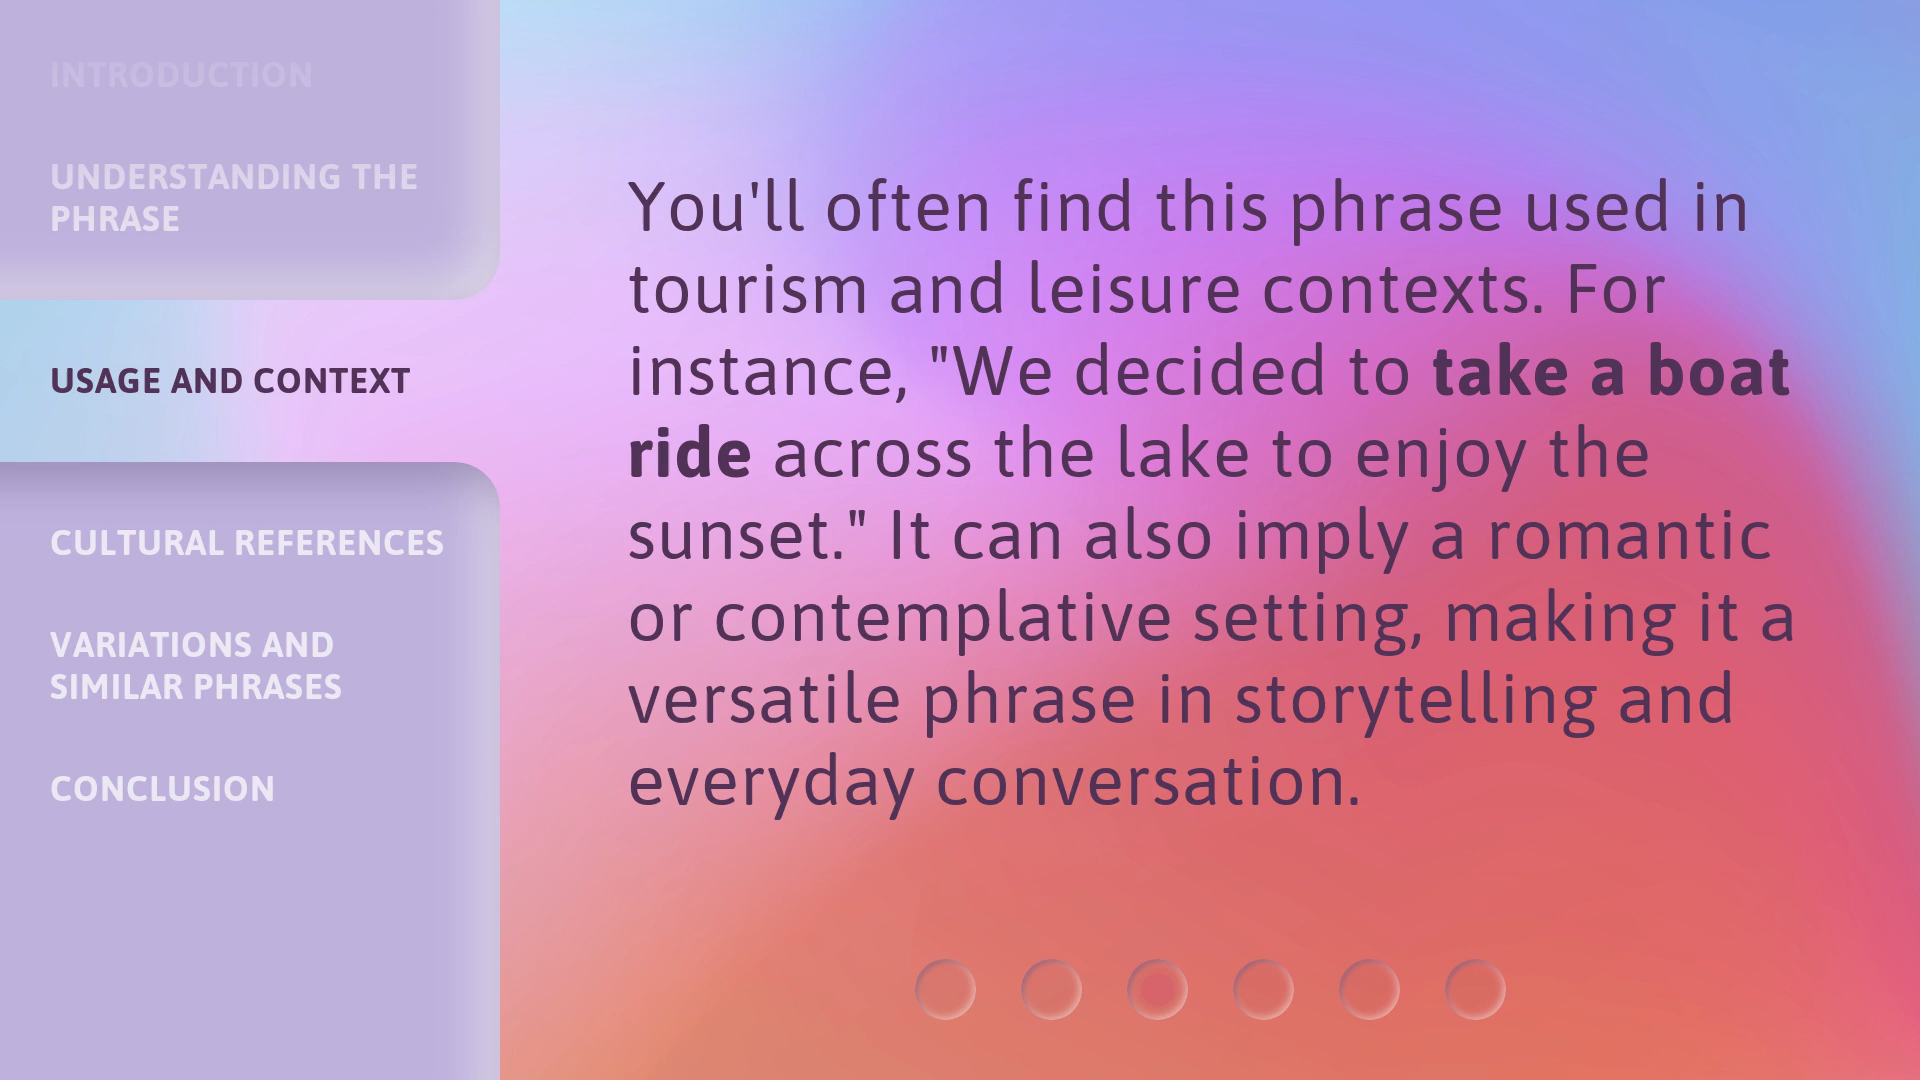 INTRODUCTION
UNDERSTANDING THE
PHRASE
USAGE AND CONTEXT
CULTURAL REFERENCES
VARIATIONS AND
SIMILAR PHRASES
CONCLUSION
You'll often find this phrase used in
tourism and leisure contexts. For
instance, "We decided to take a boat
ride across the lake to enjoy the
sunset." It can also imply a romantic
or contemplative setting, making it a
versatile phrase in storytelling and
everyday conversation.